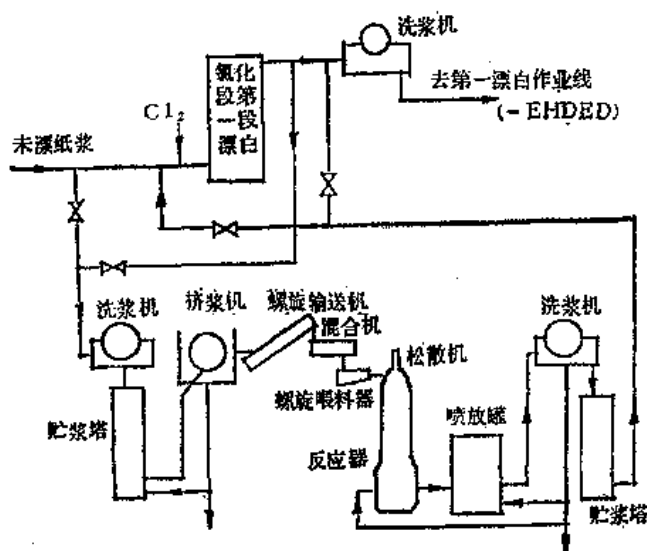 洗浆机
氯化
段第
一段
漂白
去第一漂白作业线
(-EHDED)
Cl₂
未漂纸浆
洗浆机
挤浆机
螺旋输送机
混合机
松散机
洗浆机
螺旋喂料器
贮浆塔
反应器
喷放罐
贮浆塔